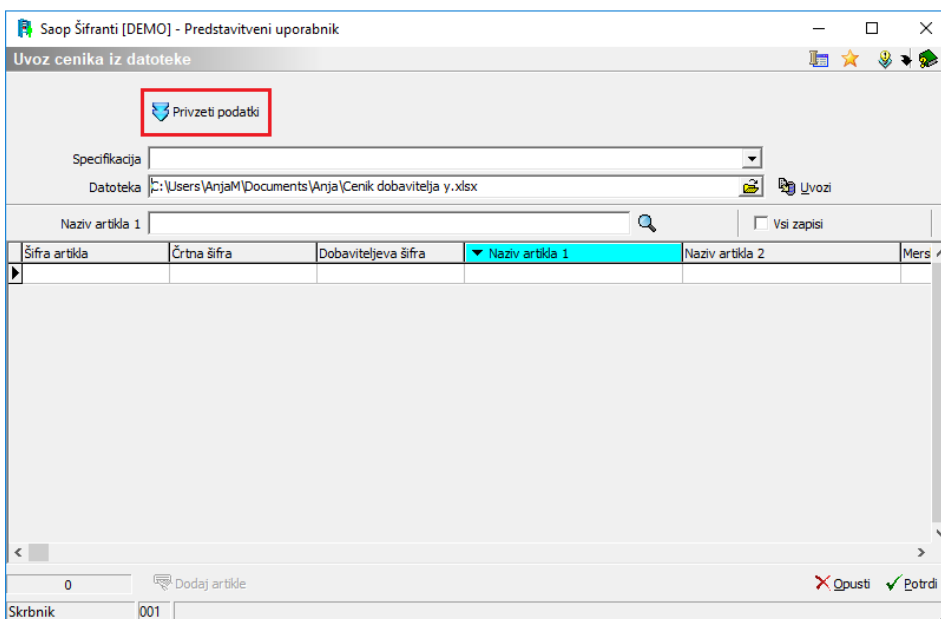 Saop Šifranti [DEMO] - Predstavitveni uporabnik
Uvoz cenika iz datoteke
Privzeti podatki
Specifikacija
Datoteka C:\Users\AnjaM\Documents\Anja\Cenik dobavitelja y.xlsx Uvozi
Naziv artikla 1 Vsi zapisi
Šifra artikla Črtna šifra Dobaviteljeva šifra Naziv artikla 1 Naziv artikla 2 Mers
0 Dodaj artikle Opusti Potrdi
Skrbnik 001